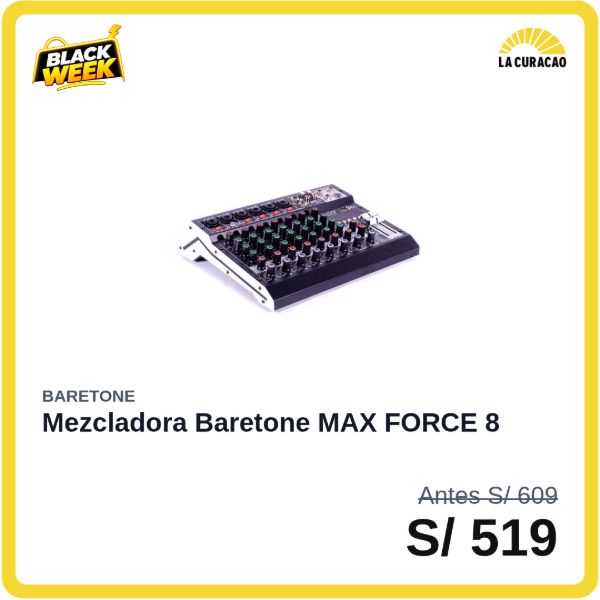 BLACK
WEEK
LA CURACAO
BARETONE
Mezcladora Baretone MAX FORCE 8
Antes S/ 609
S/ 519